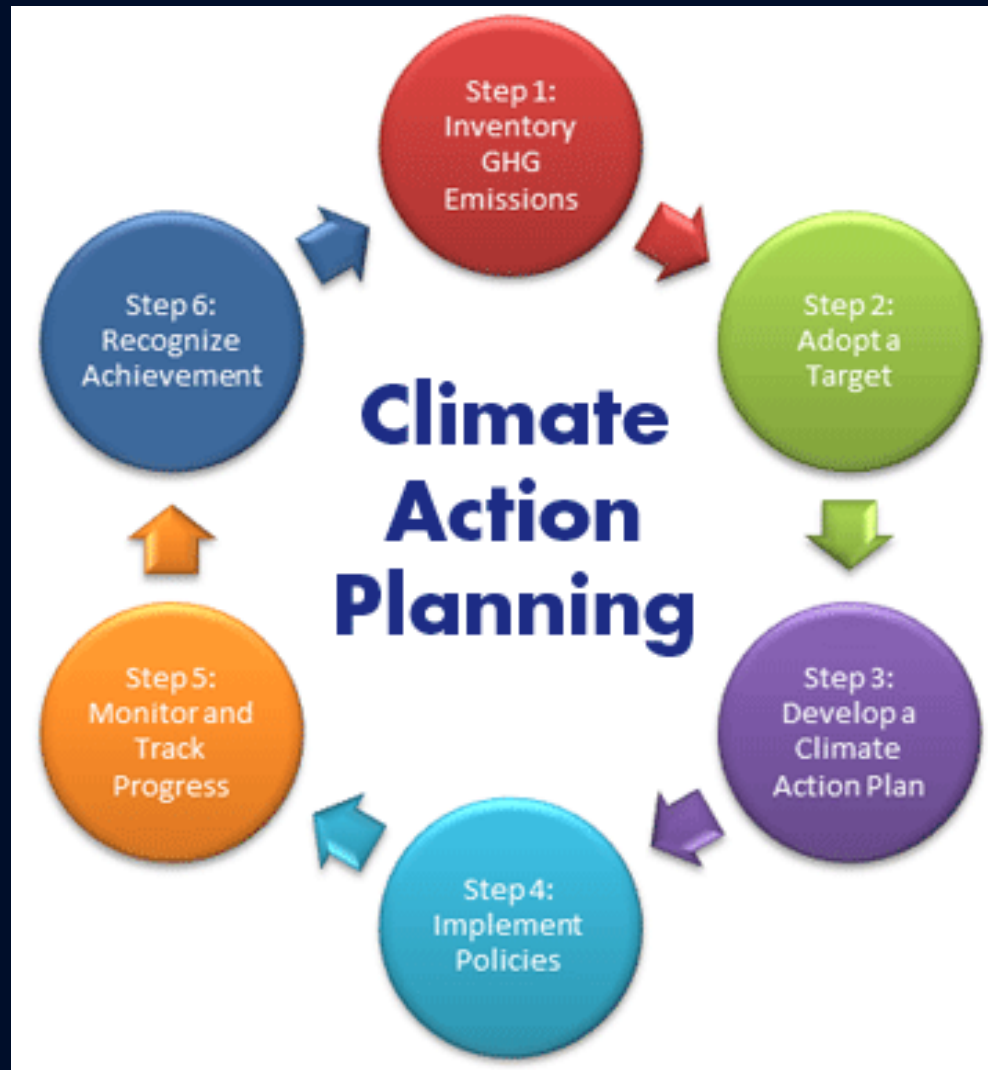 Step 1:
Inventory
GHG
Emissions
Step 2:
Adopt a
Target
Step 3:
Develop a
Climate
Action Plan
Step 4:
Implement
Policies
Step 5:
Monitor and
Track
Progress
Step 6:
Recognize
Achievement
Climate
Action
Planning